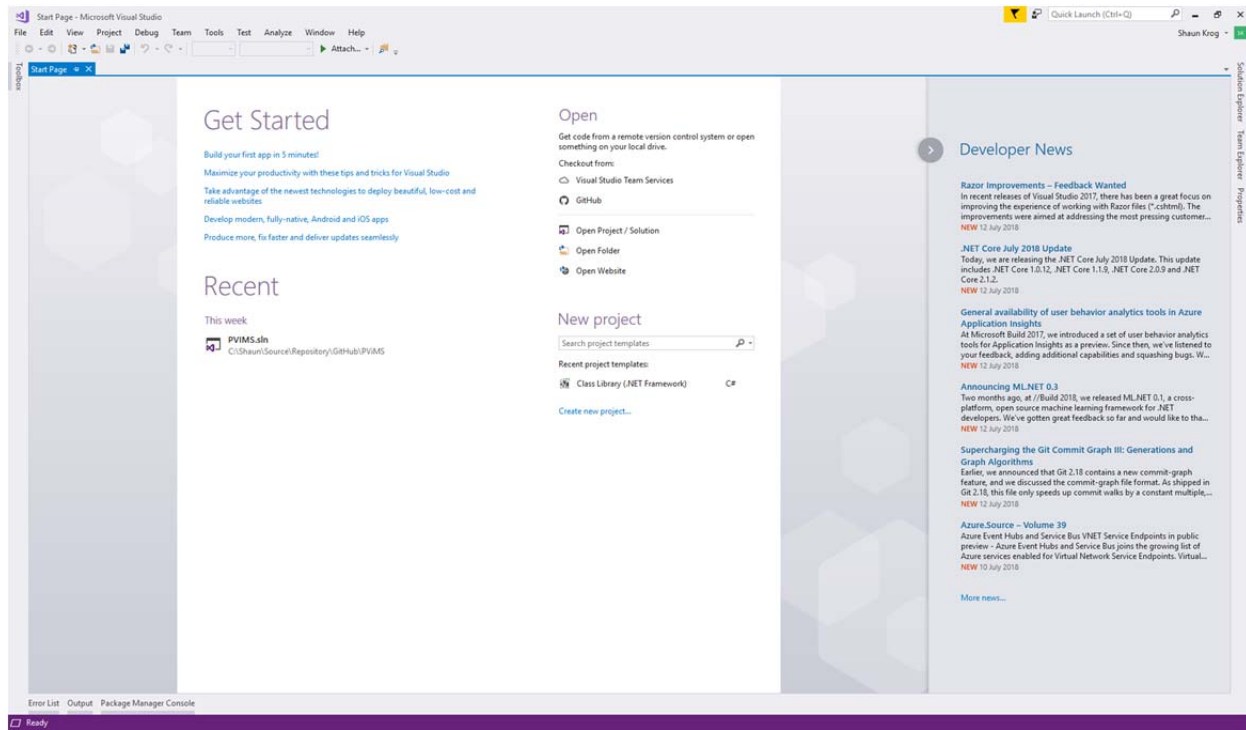 Start Page - Microsoft Visual Studio
Quick Launch (Ctrl+Q)
File Edit View Project Debug Team Tools Test Analyze Window Help
Shaun Krog
Attach...
Toolbox
Start Page
Solution Explorer Team Explorer Properties
Get Started
Build your first app in 5 minutes!
Maximize your productivity with these tips and tricks for Visual Studio
Take advantage of the newest technologies to deploy beautiful, low-cost and
reliable websites
Develop modern, fully-native, Android and iOS apps
Produce more, fix faster and deliver updates seamlessly
Recent
This week
PVIMS.sln
C:\Shaun\Source\Repository\GitHub\PViMS
Open
Get code from a remote version control system or open
something on your local drive.
Checkout from:
Visual Studio Team Services
GitHub
Open Project / Solution
Open Folder
Open Website
New project
Search project templates
Recent project templates:
Class Library (.NET Framework) C#
Create new project...
Developer News
Razor Improvements – Feedback Wanted
In recent releases of Visual Studio 2017, there has been a great focus on
improving the experience of working with Razor files (*.cshtml). The
improvements were aimed at addressing the most pressing customer...
NEW 12 July 2018
.NET Core July 2018 Update
Today, we are releasing the .NET Core July 2018 Update. This update
includes .NET Core 1.0.12, .NET Core 1.1.9, .NET Core 2.0.9 and .NET
Core 2.1.2.
NEW 12 July 2018
General availability of user behavior analytics tools in Azure
Application Insights
At Microsoft Build 2017, we introduced a set of user behavior analytics
tools for Application Insights as a preview. Since then, we've listened to
your feedback, adding additional capabilities and squashing bugs. W...
NEW 12 July 2018
Announcing ML.NET 0.3
Two months ago, at //Build 2018, we released ML.NET 0.1, a cross-
platform, open source machine learning framework for .NET
developers. We've gotten great feedback so far and would like to tha...
NEW 12 July 2018
Supercharging the Git Commit Graph III: Generations and
Graph Algorithms
Earlier, we announced that Git 2.18 contains a new commit-graph
feature, and we discussed the commit-graph file format. As shipped in
Git 2.18, this file only speeds up commit walks by a constant multiple,...
NEW 12 July 2018
Azure.Source – Volume 39
Azure Event Hubs and Service Bus VNET Service Endpoints in public
preview - Azure Event Hubs and Service Bus joins the growing list of
Azure services enabled for Virtual Network Service Endpoints. Virtual...
NEW 10 July 2018
More news...
Error List Output Package Manager Console
Ready